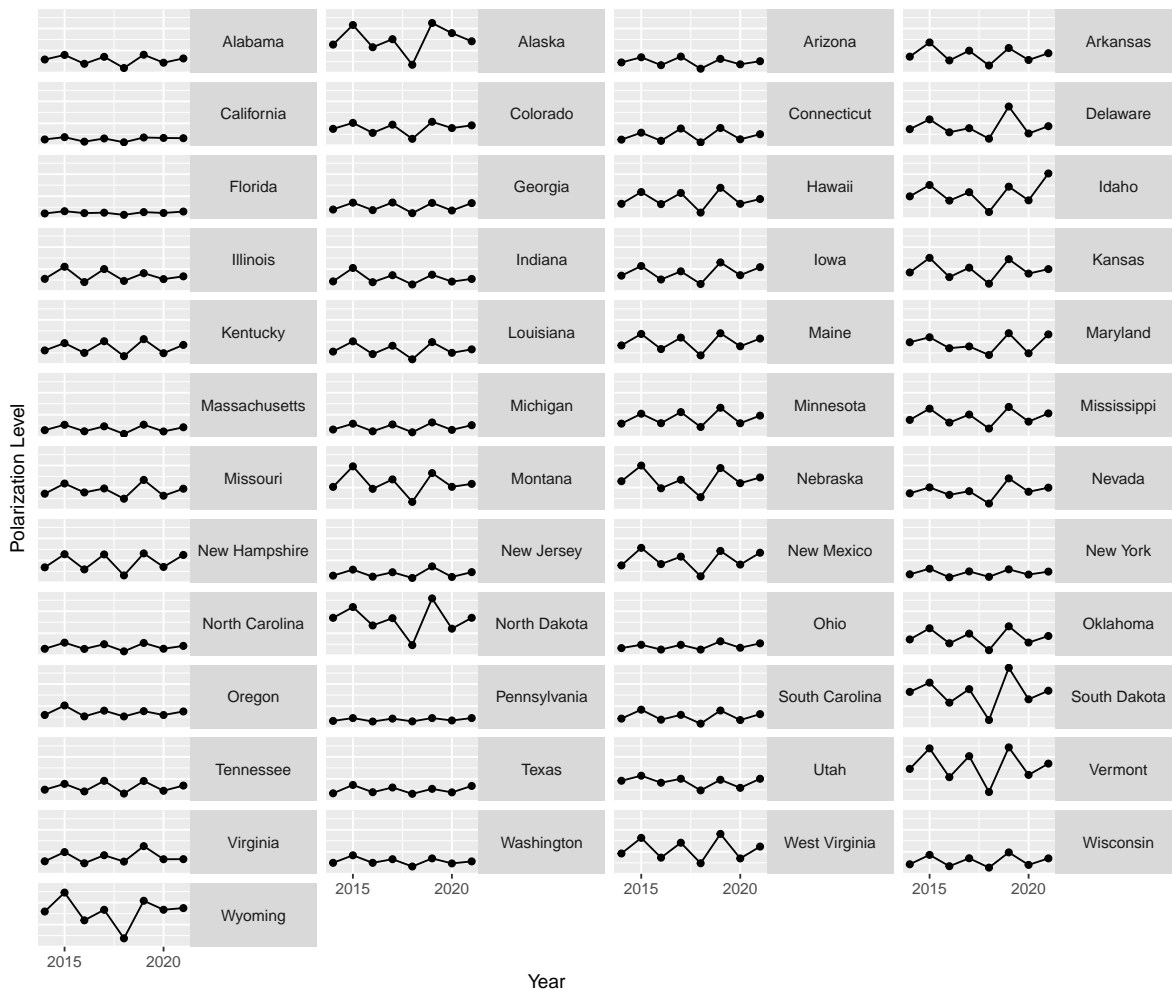 Alabama
Alaska
Arizona
Arkansas
California
Colorado
Connecticut
Delaware
Florida
Georgia
Hawaii
Idaho
Illinois
Indiana
Iowa
Kansas
Kentucky
Louisiana
Maine
Maryland
Massachusetts
Michigan
Minnesota
Mississippi
Missouri
Montana
Nebraska
Nevada
New Hampshire
New Jersey
New Mexico
New York
North Carolina
North Dakota
Ohio
Oklahoma
Oregon
Pennsylvania
South Carolina
South Dakota
Tennessee
Texas
Utah
Vermont
Virginia
Washington
West Virginia
Wisconsin
2015 2020
2015 2020
2015 2020
Wyoming
2015 2020
Year
Polarization Level